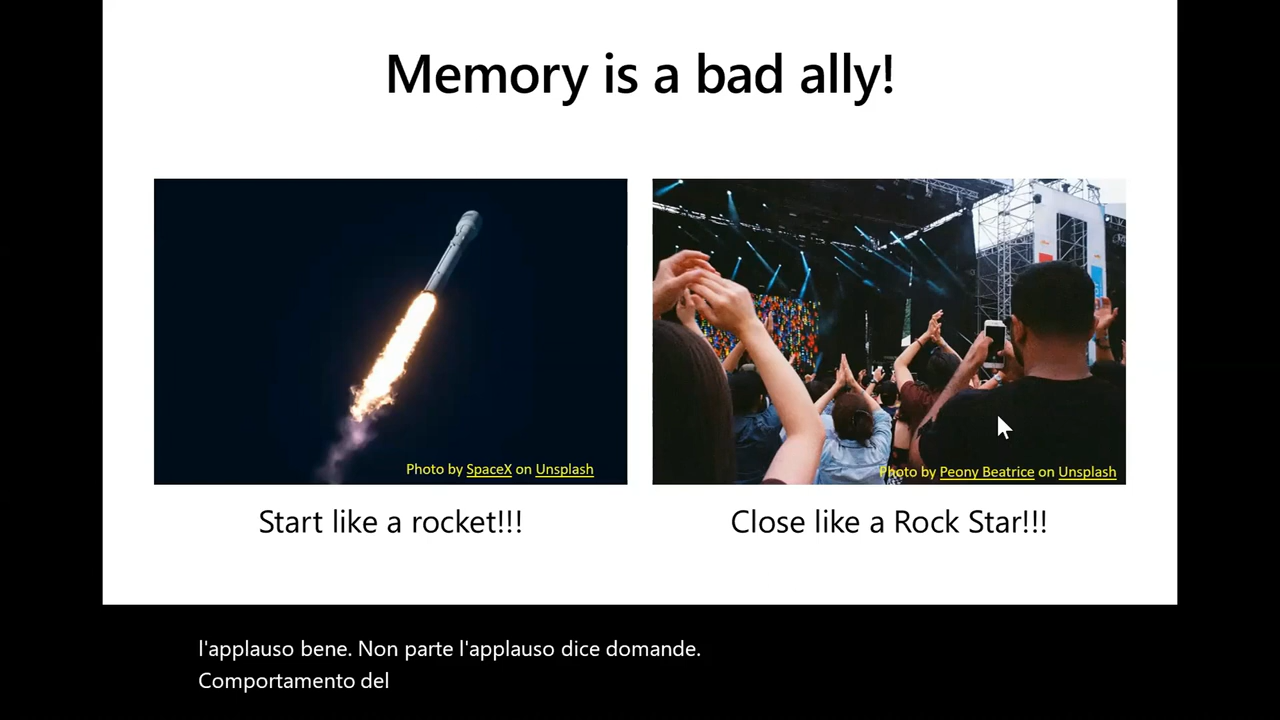 Memory is a bad ally!
Photo by SpaceX on Unsplash
Photo by Peony Beatrice on Unsplash
Start like a rocket!!!
Close like a Rock Star!!!
l'applauso bene. Non parte l'applauso dice domande.
Comportamento del